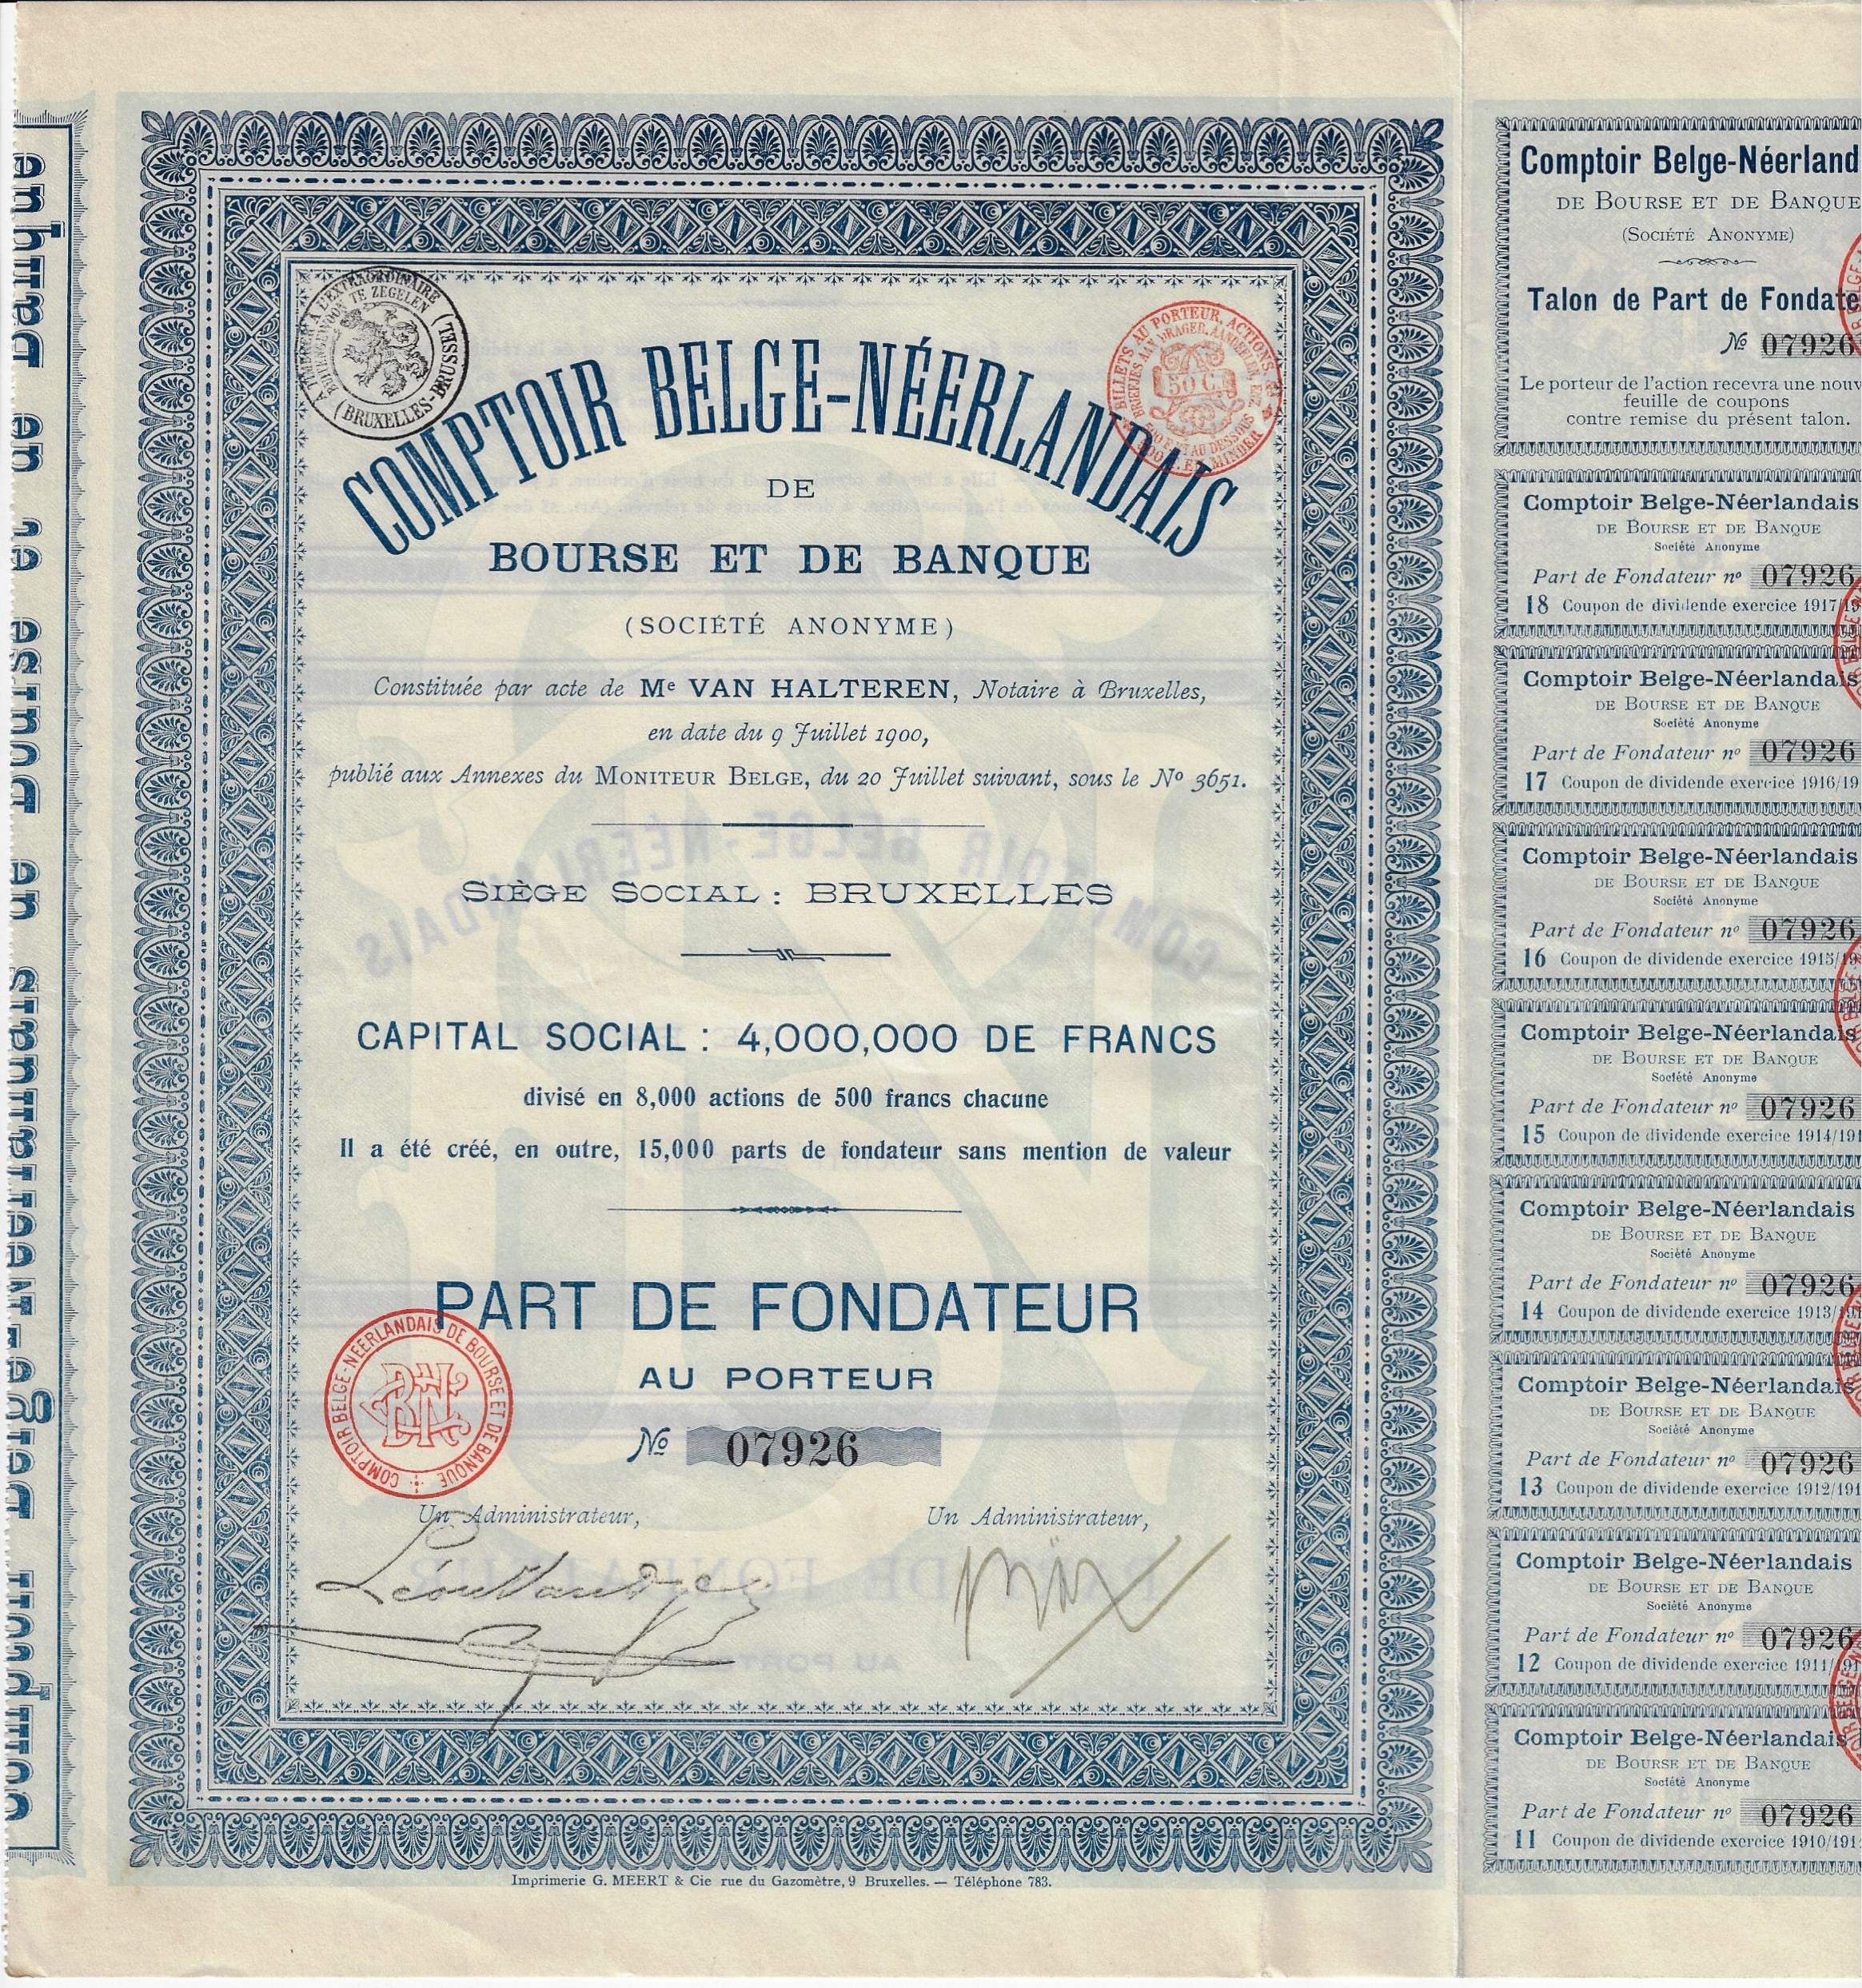 COMPTOIR BELGE-NÉERLANDAIS
DE
BOURSE ET DE BANQUE
(SOCIÉTÉ ANONYME)
Constituée par acte de Me VAN HALTEREN, Notaire à Bruxelles,
en date du 9 Juillet 1900,
publié aux Annexes du MONITEUR BELGE, du 20 Juillet suivant, sous le No 3651.
SIÈGE SOCIAL : BRUXELLES
CAPITAL SOCIAL : 4,000,000 DE FRANCS
divisé en 8,000 actions de 500 francs chacune
Il a été créé, en outre, 15,000 parts de fondateur sans mention de valeur
PART DE FONDATEUR
AU PORTEUR
No 07926
Un Administrateur,
Un Administrateur,
COMPTOIR BELGE-NÉERLANDAIS DE BOURSE ET DE BANQUE
(BRUXELLES-BRUSSEL)
50 C.
Imprimerie G. MEERT & Cie rue du Gazomètre, 9 Bruxelles. — Téléphone 783.
Comptoir Belge-Néerland
DE BOURSE ET DE BANQUE
(SOCIÉTÉ ANONYME)
Talon de Part de Fondate
No 07926
Le porteur de l'action recevra une nouv
feuille de coupons
contre remise du présent talon.
Comptoir Belge-Néerlandais
DE BOURSE ET DE BANQUE
Société Anonyme
Part de Fondateur no 07926
18 Coupon de dividende exercice 1917/19
Comptoir Belge-Néerlandais
DE BOURSE ET DE BANQUE
Société Anonyme
Part de Fondateur no 07926
17 Coupon de dividende exercice 1916/19
Comptoir Belge-Néerlandais
DE BOURSE ET DE BANQUE
Société Anonyme
Part de Fondateur no 07926
16 Coupon de dividende exercice 1915/19
Comptoir Belge-Néerlandais
DE BOURSE ET DE BANQUE
Société Anonyme
Part de Fondateur no 07926
15 Coupon de dividende exercice 1914/191
Comptoir Belge-Néerlandais
DE BOURSE ET DE BANQUE
Société Anonyme
Part de Fondateur no 07926
14 Coupon de dividende exercice 1913/191
Comptoir Belge-Néerlandais
DE BOURSE ET DE BANQUE
Société Anonyme
Part de Fondateur no 07926
13 Coupon de dividende exercice 1912/191
Comptoir Belge-Néerlandais
DE BOURSE ET DE BANQUE
Société Anonyme
Part de Fondateur no 07926
12 Coupon de dividende exercice 1911/191
Comptoir Belge-Néerlandais
DE BOURSE ET DE BANQUE
Société Anonyme
Part de Fondateur no 07926
11 Coupon de dividende exercice 1910/191